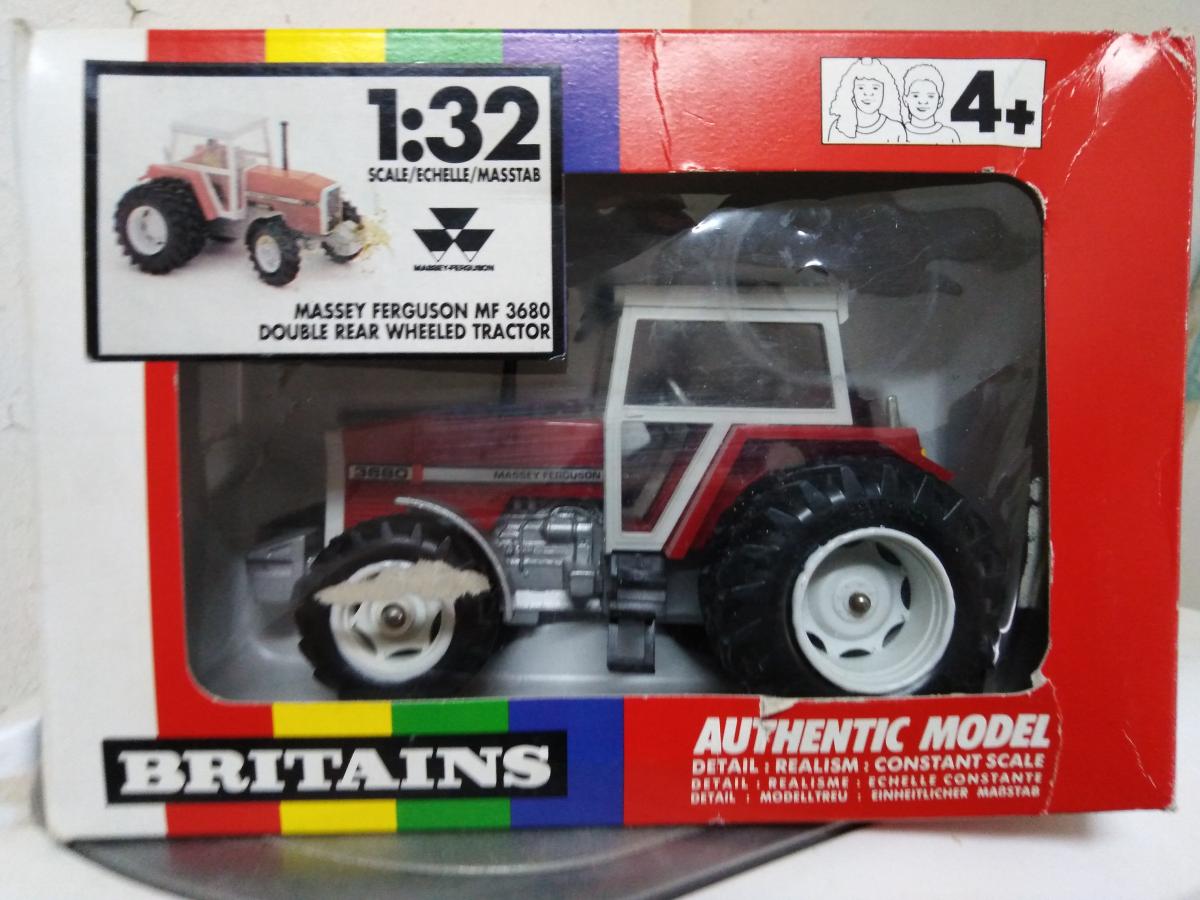 1:32
SCALE/ECHELLE/MASSTAB
MASSEY-FERGUSON
MASSEY FERGUSON MF 3680
DOUBLE REAR WHEELED TRACTOR
4+
3680
MASSEY FERGUSON
BRITAINS
AUTHENTIC MODEL
DETAIL : REALISM : CONSTANT SCALE
DETAIL : REALISME : ECHELLE CONSTANTE
DETAIL : MODELLTREU : EINHEITLICHER MAßSTAB